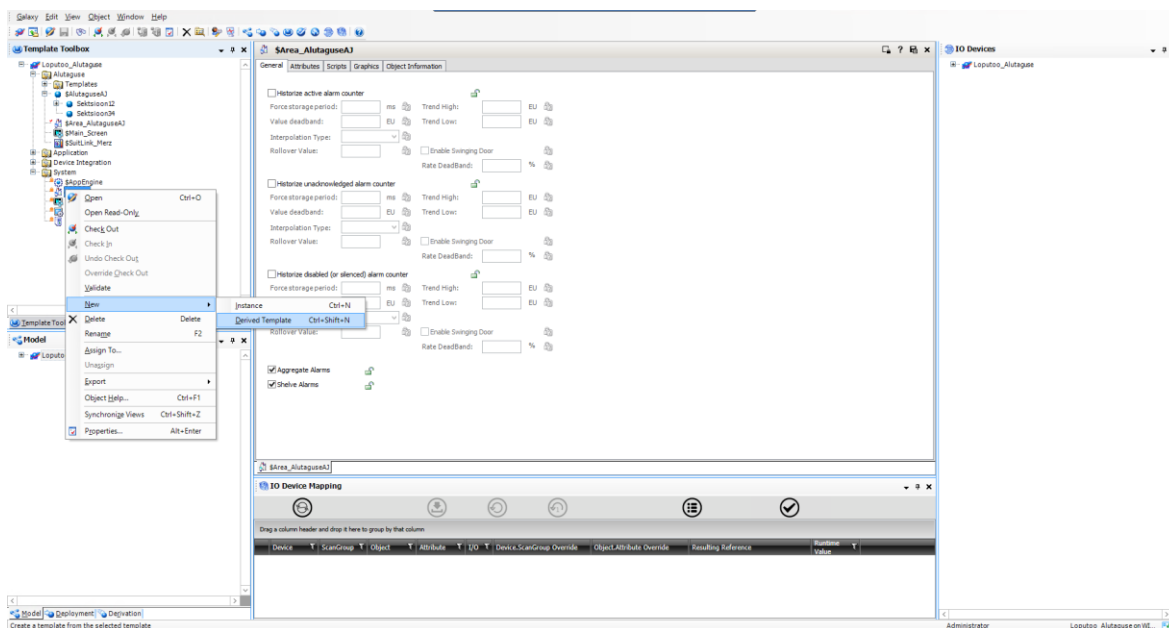 Galaxy Edit View Object Window Help
Template Toolbox
Loputoo_Alutaguse
Alutaguse
Templates
$AlutaguseAJ
Sektsioon12
Sektsioon34
$Area_AlutaguseAJ
$Main_Screen
$SuitLink_Merz
Application
Device Integration
System
$AppEngine
Open Ctrl+O
Open Read-Only
Check Out
Check In
Undo Check Out
Override Check Out
Validate
New
Delete Delete
Rename F2
Assign To...
Unassign
Export
Object Help... Ctrl+F1
Synchronize Views Ctrl+Shift+Z
Properties... Alt+Enter
Instance Ctrl+N
Derived Template Ctrl+Shift+N
Template Tool
Model
Loputo
Model Deployment Derivation
Create a template from the selected template
$Area_AlutaguseAJ
General Attributes Scripts Graphics Object Information
Historize active alarm counter
Force storage period: ms Trend High: EU
Value deadband: EU Trend Low: EU
Interpolation Type:
Rollover Value: Enable Swinging Door
Rate DeadBand: %
Historize unacknowledged alarm counter
Force storage period: ms Trend High: EU
Value deadband: EU Trend Low: EU
Interpolation Type:
Rollover Value: Enable Swinging Door
Rate DeadBand: %
Historize disabled (or silenced) alarm counter
Force storage period: ms Trend High: EU
EU Trend Low: EU
Rollover Value: Enable Swinging Door
Rate DeadBand: %
Aggregate Alarms
Shelve Alarms
$Area_AlutaguseAJ
IO Device Mapping
Drag a column header and drop it here to group by that column
Device ScanGroup Object Attribute I/O Device.ScanGroup Override Object.Attribute Override Resulting Reference Runtime Value
IO Devices
Loputoo_Alutaguse
Administrator Loputoo_Alutaguse on WI...